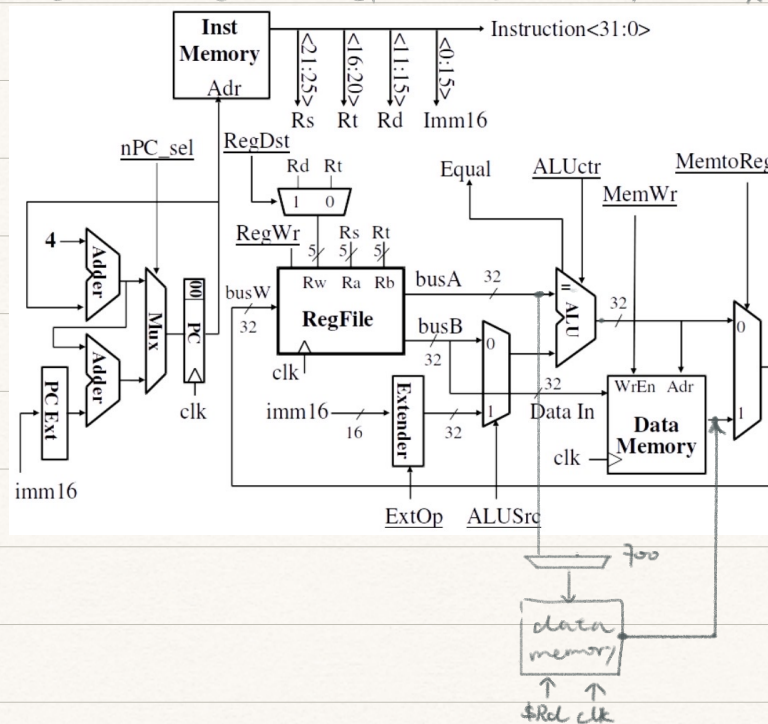 Inst
Memory
Adr
Instruction<31:0>
<21:25>
<16:20>
<11:15>
<0:15>
Rs
Rt
Rd
Imm16
nPC_sel
RegDst
Rd Rt
1 0
Equal
ALUctr
MemtoReg
MemWr
RegWr
Rs Rt
5 5 5
4
Adder
Rw Ra Rb
RegFile
busA
32
busW
32
00
PC
Mux
clk
clk
busB
32
0
1
=
ALU
32
0
1
Adder
PC Ext
imm16
imm16
16
Extender
32
ExtOp
ALUSrc
32
Data In
WrEn Adr
Data
Memory
clk
700
data
memory
$Rd clk